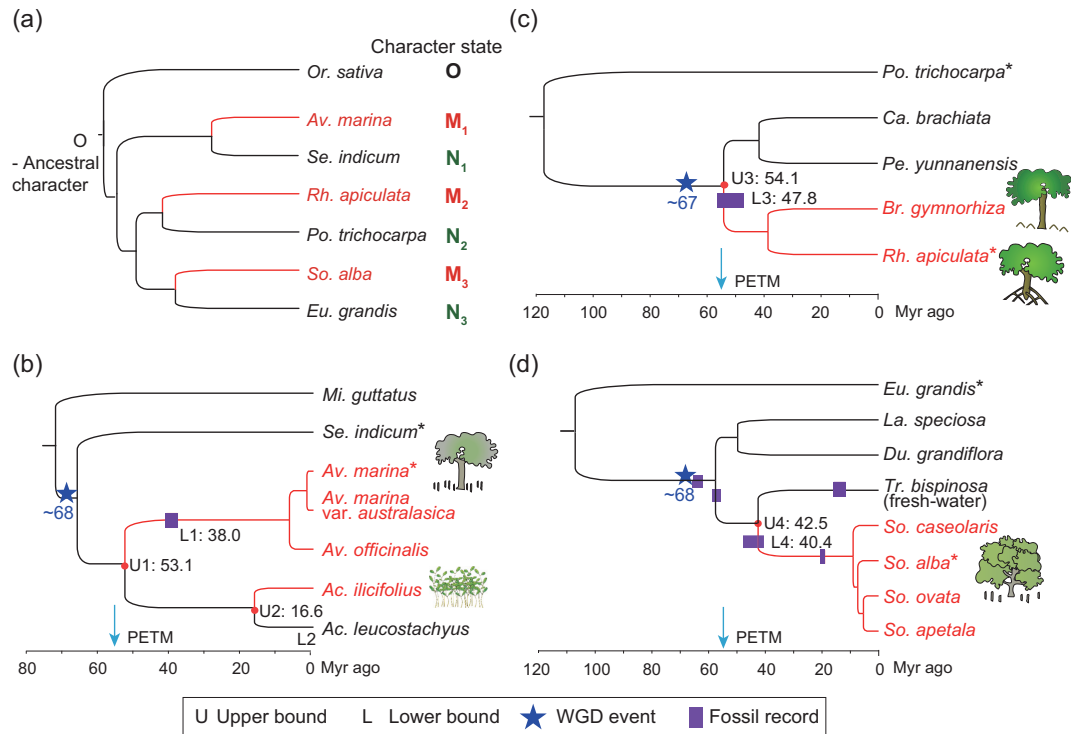 (a)
Character state
Or. sativa O
O
- Ancestral
character
Av. marina M1
Se. indicum N1
Rh. apiculata M2
Po. trichocarpa N2
So. alba M3
Eu. grandis N3
(b)
Mi. guttatus
Se. indicum*
Av. marina*
~68
Av. marina
var. australasica
L1: 38.0
Av. officinalis
U1: 53.1
Ac. ilicifolius
U2: 16.6
Ac. leucostachyus
PETM
L2
80 60 40 20 0 Myr ago
(c)
Po. trichocarpa*
Ca. brachiata
Pe. yunnanensis
U3: 54.1
~67
L3: 47.8
Br. gymnorhiza
Rh. apiculata*
PETM
120 100 80 60 40 20 0 Myr ago
(d)
Eu. grandis*
La. speciosa
Du. grandiflora
~68
Tr. bispinosa
(fresh-water)
U4: 42.5
So. caseolaris
L4: 40.4
So. alba*
So. ovata
So. apetala
PETM
120 100 80 60 40 20 0 Myr ago
U Upper bound L Lower bound WGD event Fossil record